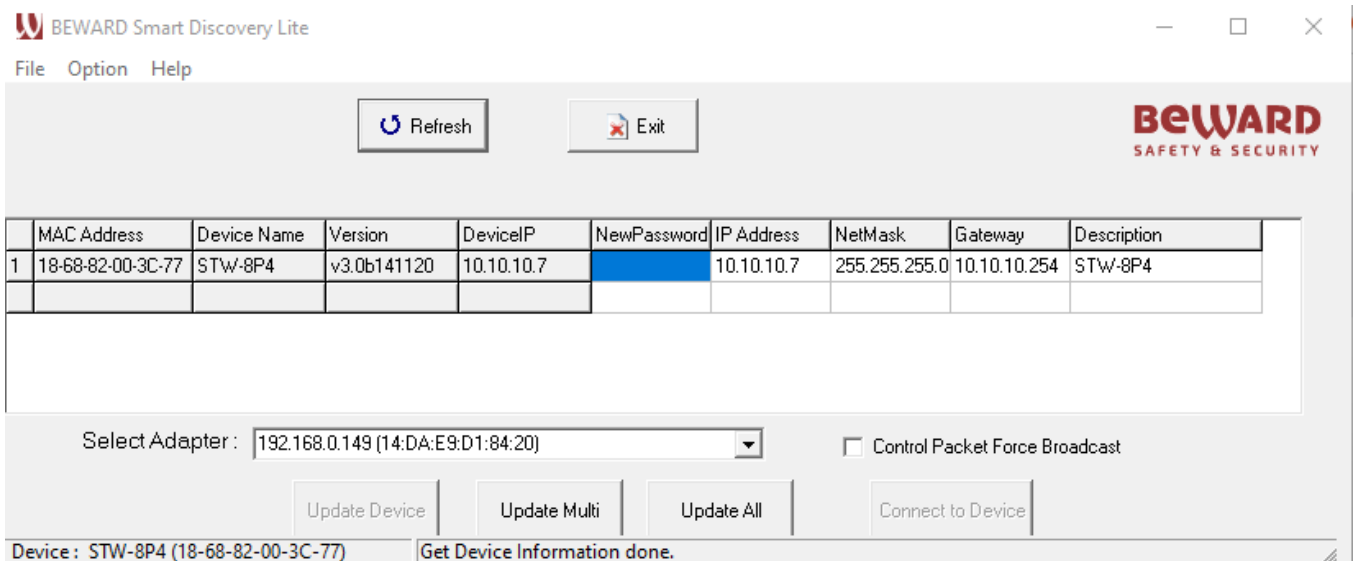 BEWARD Smart Discovery Lite
File Option Help
Refresh Exit BEWARD
SAFETY & SECURITY
MAC Address Device Name Version DeviceIP NewPassword IP Address NetMask Gateway Description
1 18-68-82-00-3C-77 STW-8P4 v3.0b141120 10.10.10.7 10.10.10.7 255.255.255.0 10.10.10.254 STW-8P4
Select Adapter : 192.168.0.149 (14:DA:E9:D1:84:20) Control Packet Force Broadcast
Update Device Update Multi Update All Connect to Device
Device : STW-8P4 (18-68-82-00-3C-77) Get Device Information done.